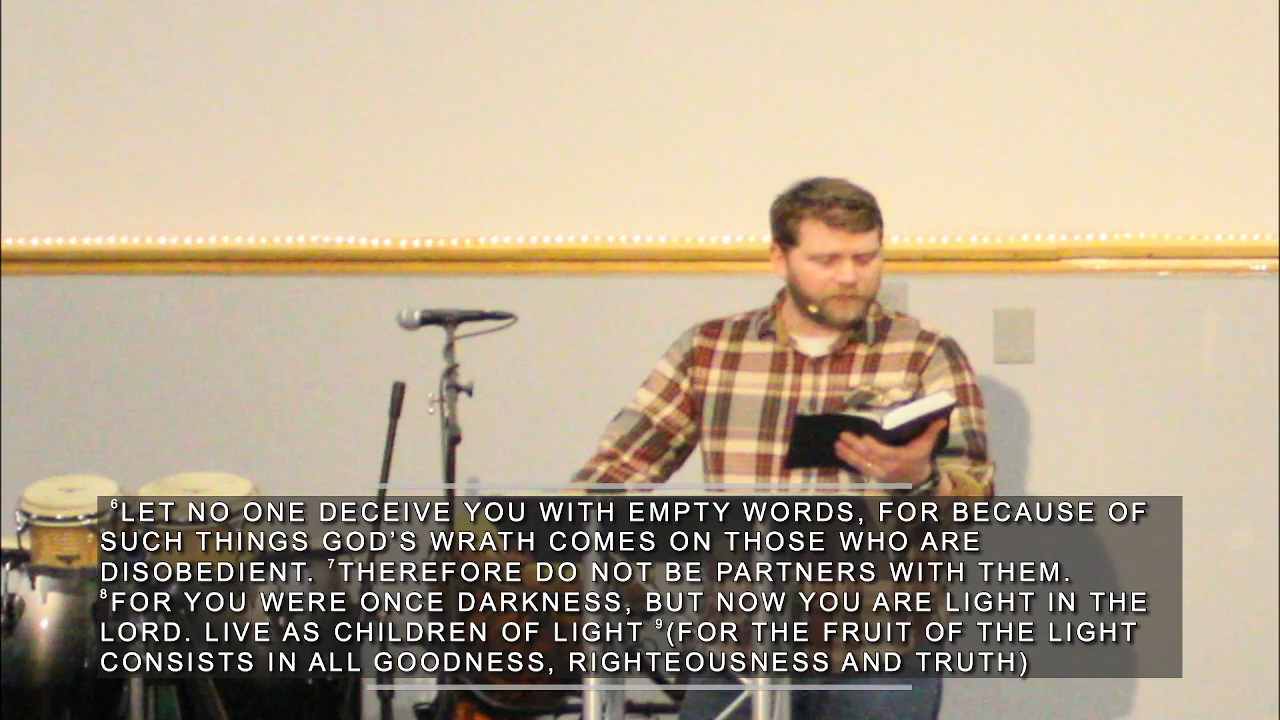 ⁶LET NO ONE DECEIVE YOU WITH EMPTY WORDS, FOR BECAUSE OF
SUCH THINGS GOD'S WRATH COMES ON THOSE WHO ARE
DISOBEDIENT. ⁷THEREFORE DO NOT BE PARTNERS WITH THEM.
⁸FOR YOU WERE ONCE DARKNESS, BUT NOW YOU ARE LIGHT IN THE
LORD. LIVE AS CHILDREN OF LIGHT ⁹(FOR THE FRUIT OF THE LIGHT
CONSISTS IN ALL GOODNESS, RIGHTEOUSNESS AND TRUTH)